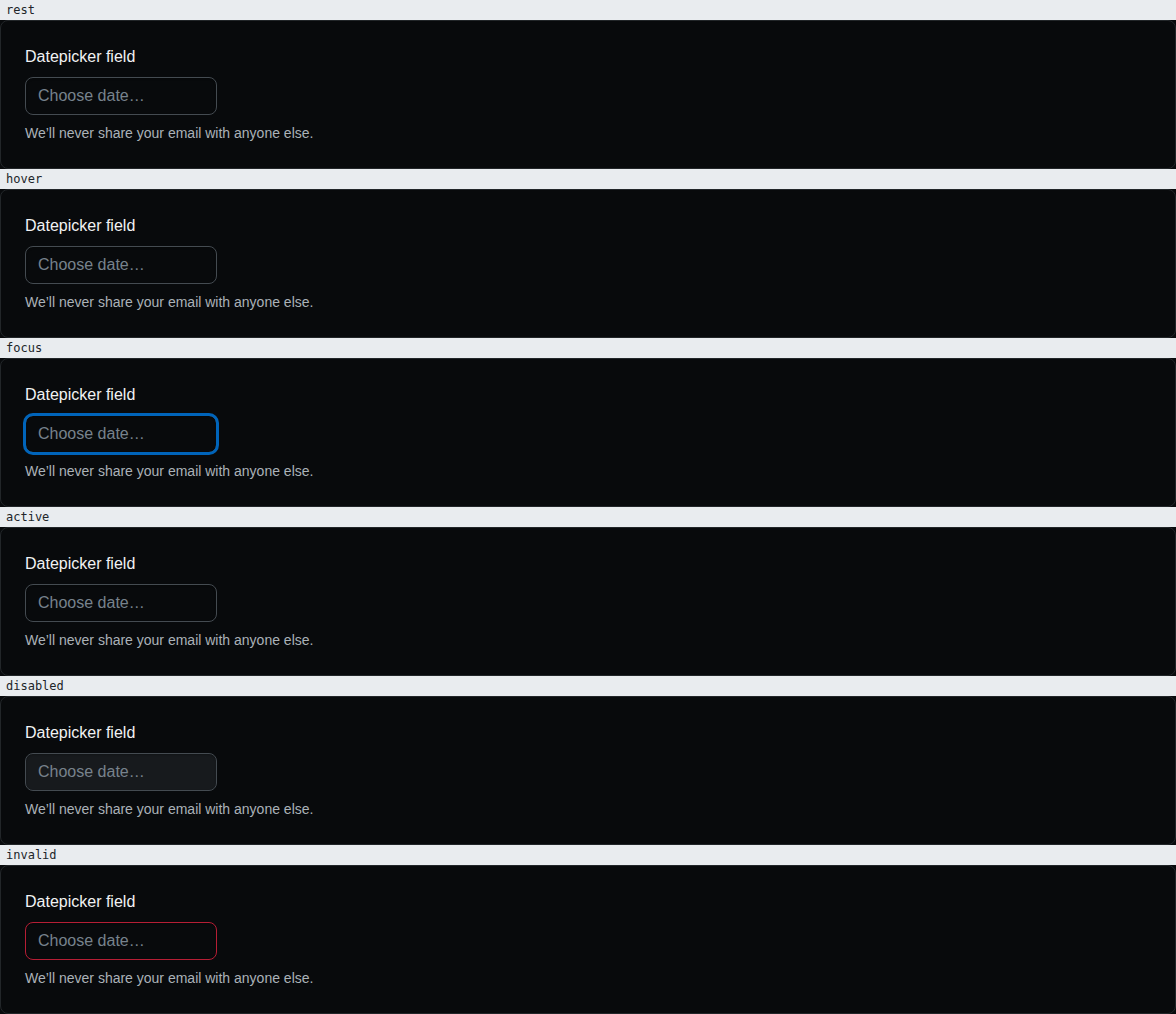 rest
Datepicker field
Choose date…
We'll never share your email with anyone else.
hover
Datepicker field
Choose date…
We'll never share your email with anyone else.
focus
Datepicker field
Choose date…
We'll never share your email with anyone else.
active
Datepicker field
Choose date…
We'll never share your email with anyone else.
disabled
Datepicker field
Choose date…
We'll never share your email with anyone else.
invalid
Datepicker field
Choose date…
We'll never share your email with anyone else.